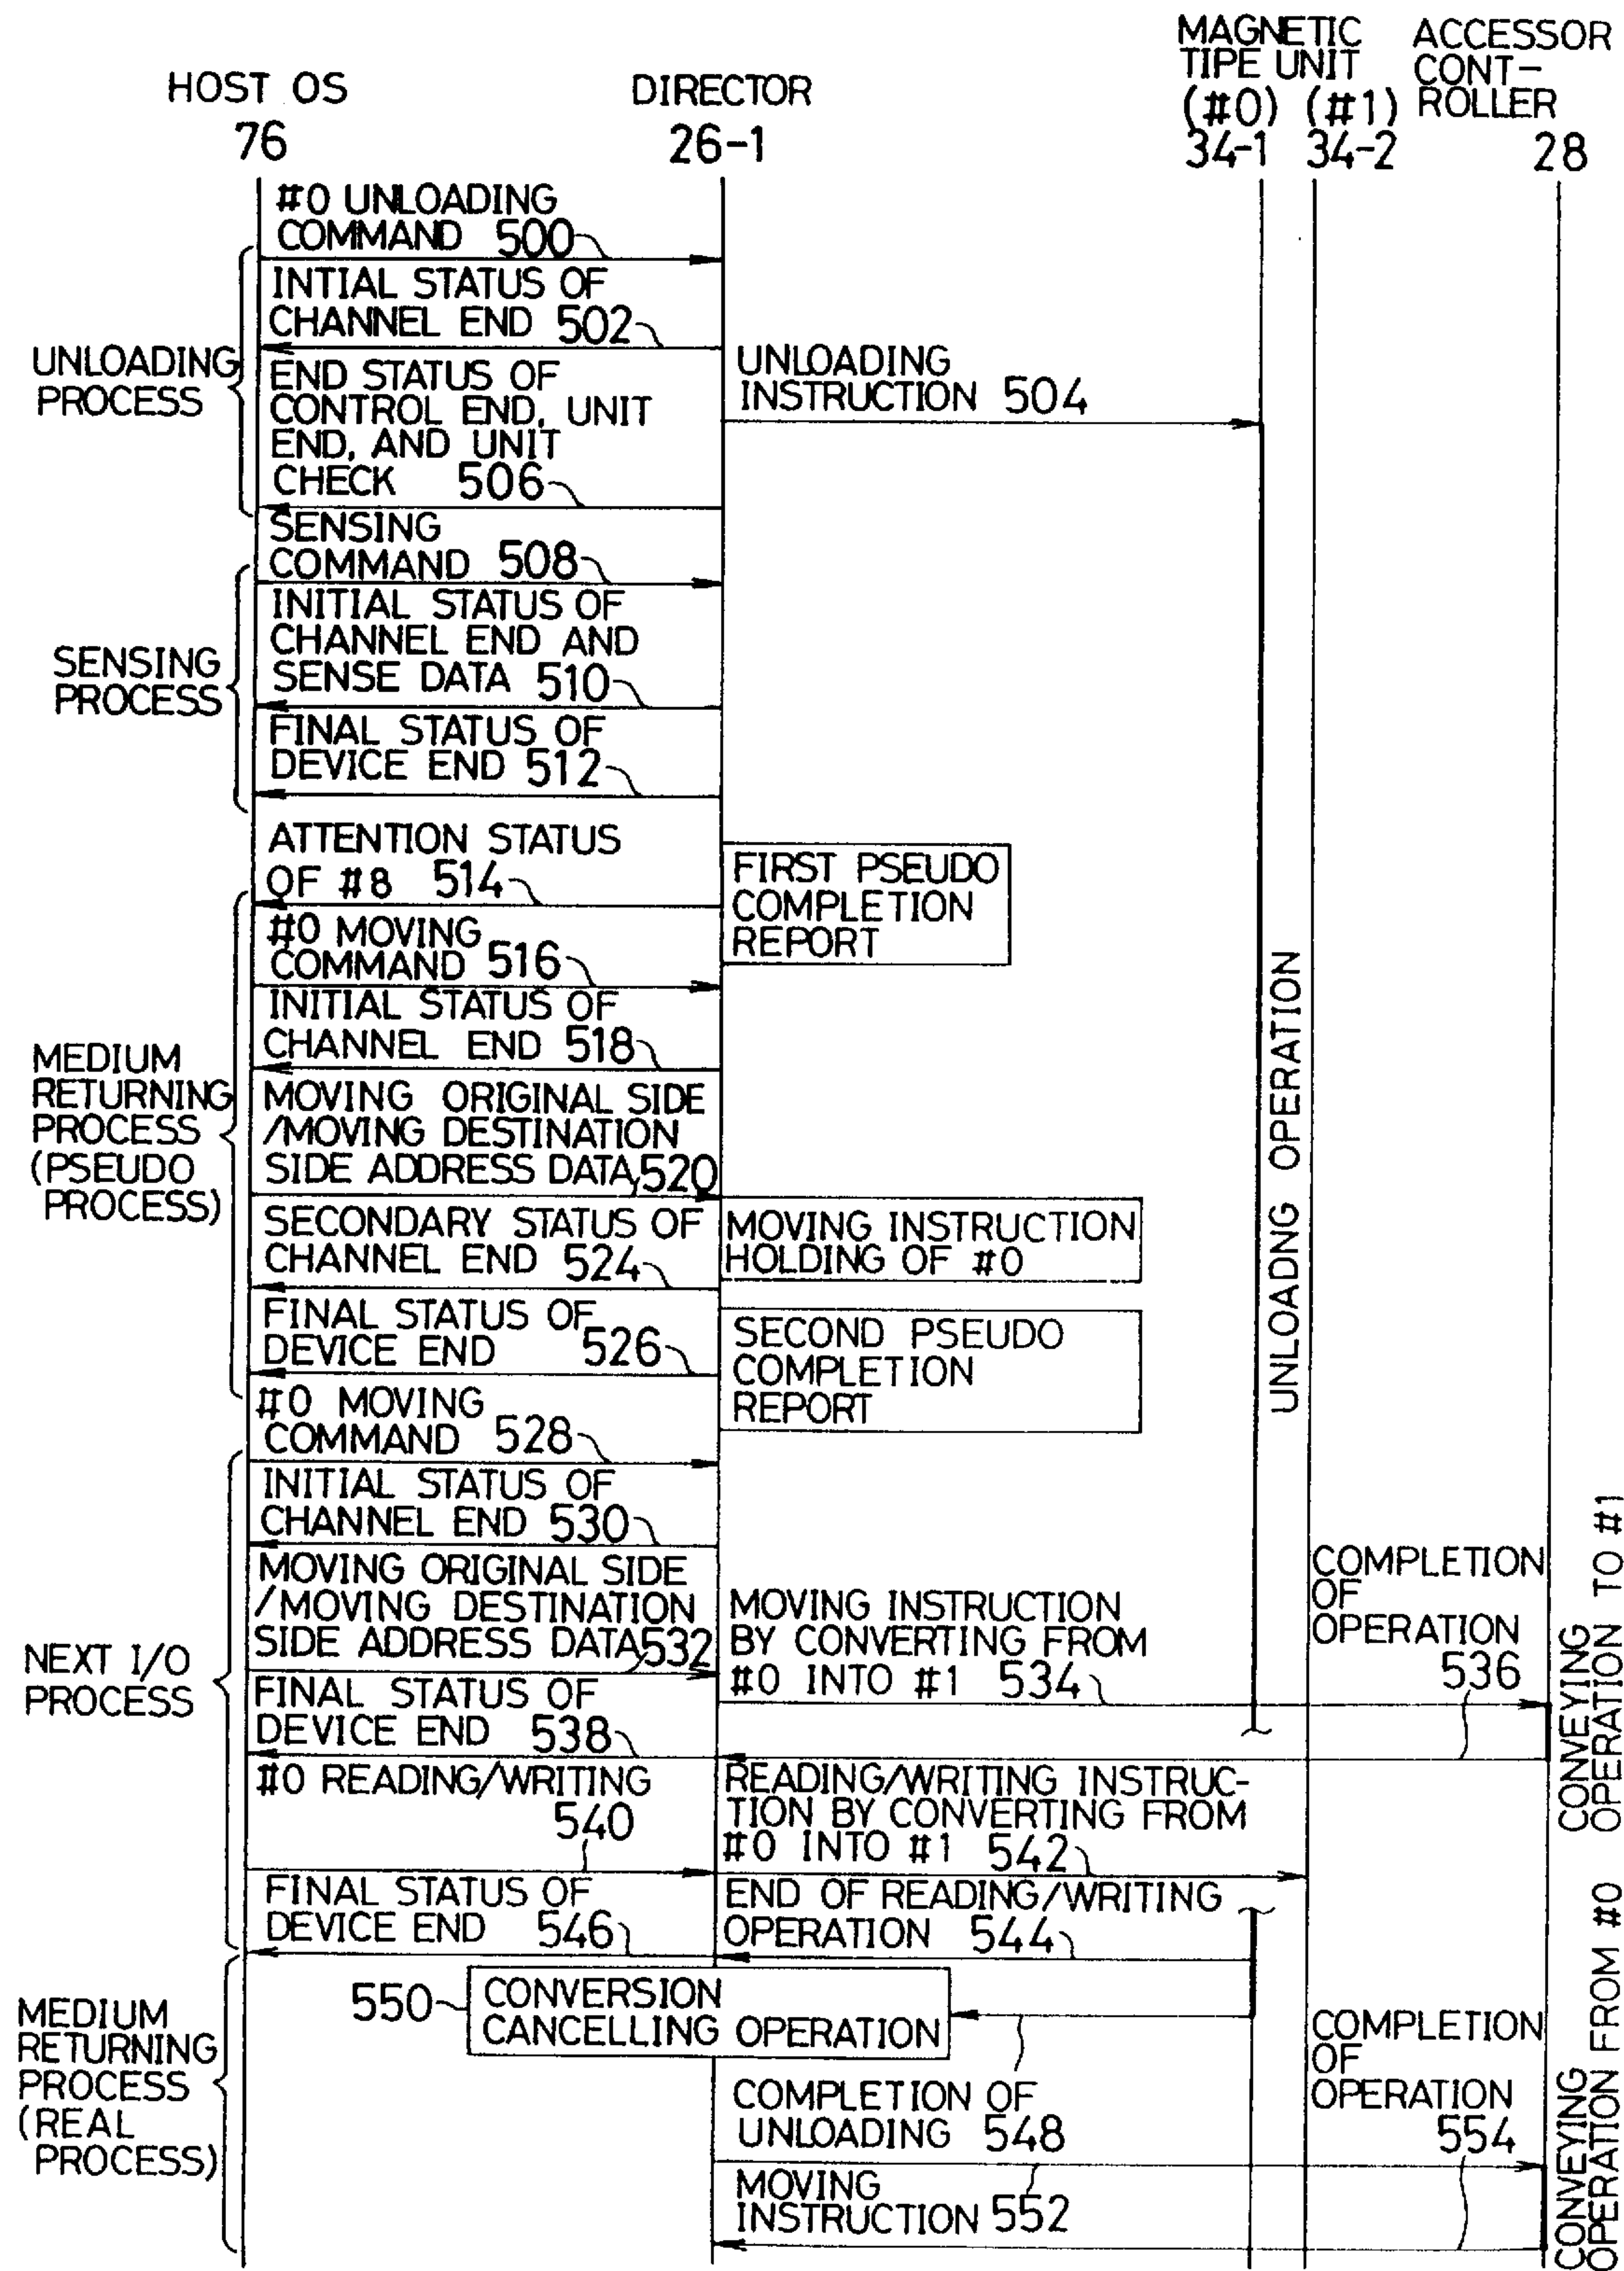 HOST OS
76
DIRECTOR
26-1
MAGNETIC
TIPE UNIT
(#0) (#1)
34-1 34-2
ACCESSOR
CONT-
ROLLER
28
UNLOADING
PROCESS
#0 UNLOADING
COMMAND 500
INTIAL STATUS OF
CHANNEL END 502
UNLOADING
INSTRUCTION 504
END STATUS OF
CONTROL END, UNIT
END, AND UNIT
CHECK 506
SENSING
PROCESS
SENSING
COMMAND 508
INITIAL STATUS OF
CHANNEL END AND
SENSE DATA 510
FINAL STATUS OF
DEVICE END 512
MEDIUM
RETURNING
PROCESS
(PSEUDO
PROCESS)
ATTENTION STATUS
OF #8 514
FIRST PSEUDO
COMPLETION
REPORT
#0 MOVING
COMMAND 516
INITIAL STATUS OF
CHANNEL END 518
MOVING ORIGINAL SIDE
/MOVING DESTINATION
SIDE ADDRESS DATA 520
SECONDARY STATUS OF
CHANNEL END 524
MOVING INSTRUCTION
HOLDING OF #0
FINAL STATUS OF
DEVICE END 526
SECOND PSEUDO
COMPLETION
REPORT
UNLOADNG OPERATION
NEXT I/O
PROCESS
#0 MOVING
COMMAND 528
INITIAL STATUS OF
CHANNEL END 530
MOVING ORIGINAL SIDE
/MOVING DESTINATION
SIDE ADDRESS DATA 532
MOVING INSTRUCTION
BY CONVERTING FROM
#0 INTO #1 534
COMPLETION
OF
OPERATION
536
CONVEYING
OPERATION TO #1
FINAL STATUS OF
DEVICE END 538
#0 READING/WRITING
540
READING/WRITING INSTRUC-
TION BY CONVERTING FROM
#0 INTO #1 542
FINAL STATUS OF
DEVICE END 546
END OF READING/WRITING
OPERATION 544
MEDIUM
RETURNING
PROCESS
(REAL
PROCESS)
550
CONVERSION
CANCELLING OPERATION
COMPLETION OF
UNLOADING 548
MOVING
INSTRUCTION 552
COMPLETION
OF
OPERATION
554
CONVEYING
OPERATION FROM #0